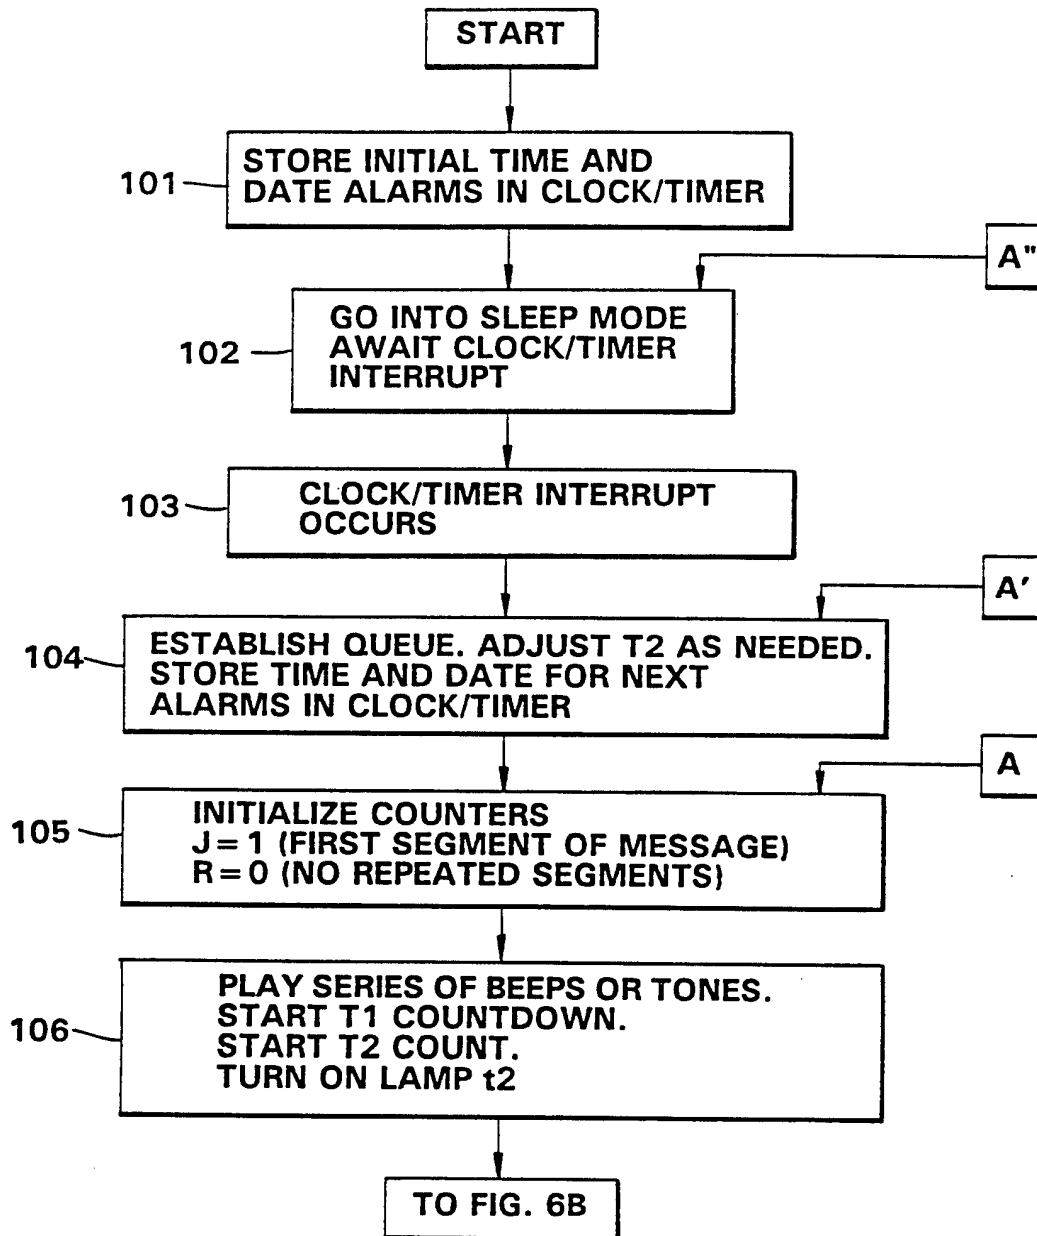 START
101
STORE INITIAL TIME AND
DATE ALARMS IN CLOCK/TIMER
A"
102
GO INTO SLEEP MODE
AWAIT CLOCK/TIMER
INTERRUPT
103
CLOCK/TIMER INTERRUPT
OCCURS
A'
104
ESTABLISH QUEUE. ADJUST T2 AS NEEDED.
STORE TIME AND DATE FOR NEXT
ALARMS IN CLOCK/TIMER
A
105
INITIALIZE COUNTERS
J=1 (FIRST SEGMENT OF MESSAGE)
R=0 (NO REPEATED SEGMENTS)
106
PLAY SERIES OF BEEPS OR TONES.
START T1 COUNTDOWN.
START T2 COUNT.
TURN ON LAMP t2
TO FIG. 6B